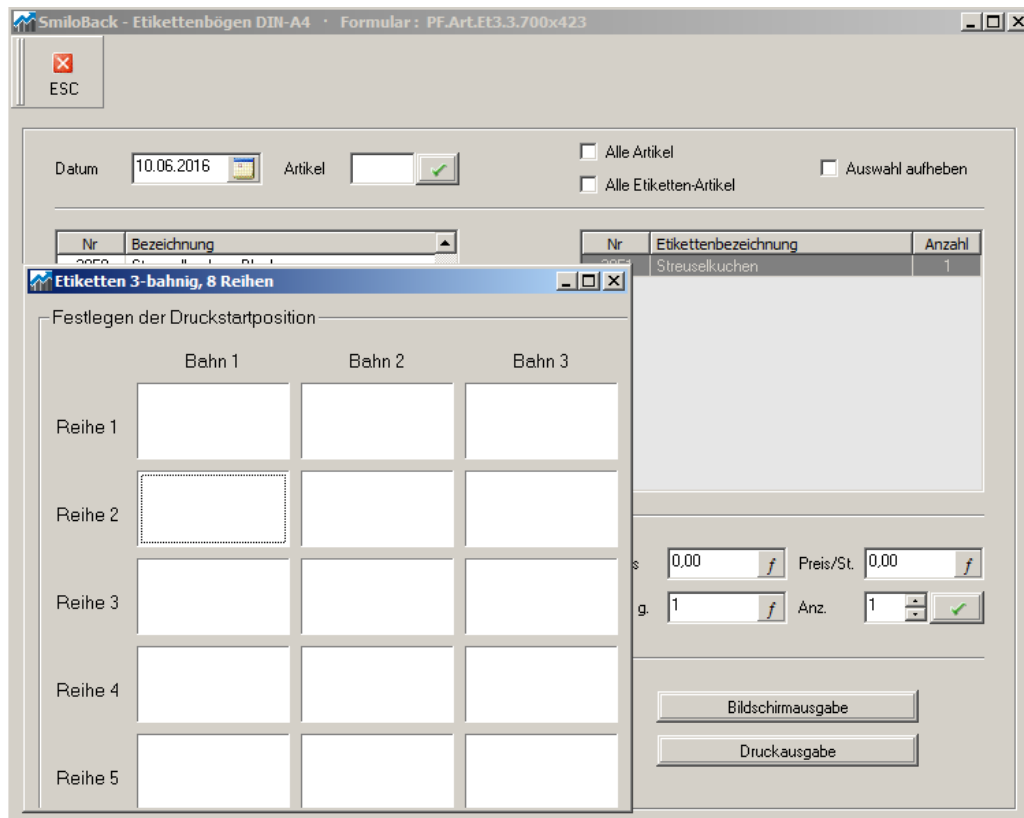 SmiloBack - Etikettenbögen DIN-A4 · Formular : PF.Art.Et3.3.700x423
ESC
Datum 10.06.2016 Artikel
Alle Artikel
Alle Etiketten-Artikel
Auswahl aufheben
Nr Bezeichnung
Nr Etikettenbezeichnung Anzahl
Streuselkuchen 1
Etiketten 3-bahnig, 8 Reihen
Festlegen der Druckstartposition
Bahn 1 Bahn 2 Bahn 3
Reihe 1
Reihe 2
Reihe 3
Reihe 4
Reihe 5
s 0,00 f Preis/St. 0,00 f
g. 1 f Anz. 1
Bildschirmausgabe
Druckausgabe